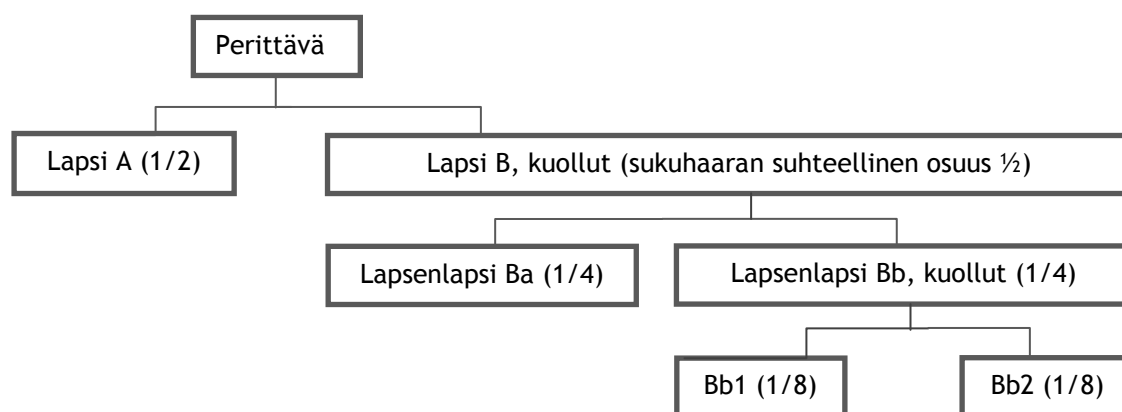 Perittävä
Lapsi A (1/2)
Lapsi B, kuollut (sukuhaaran suhteellinen osuus ½)
Lapsenlapsi Ba (1/4)
Lapsenlapsi Bb, kuollut (1/4)
Bb1 (1/8)
Bb2 (1/8)